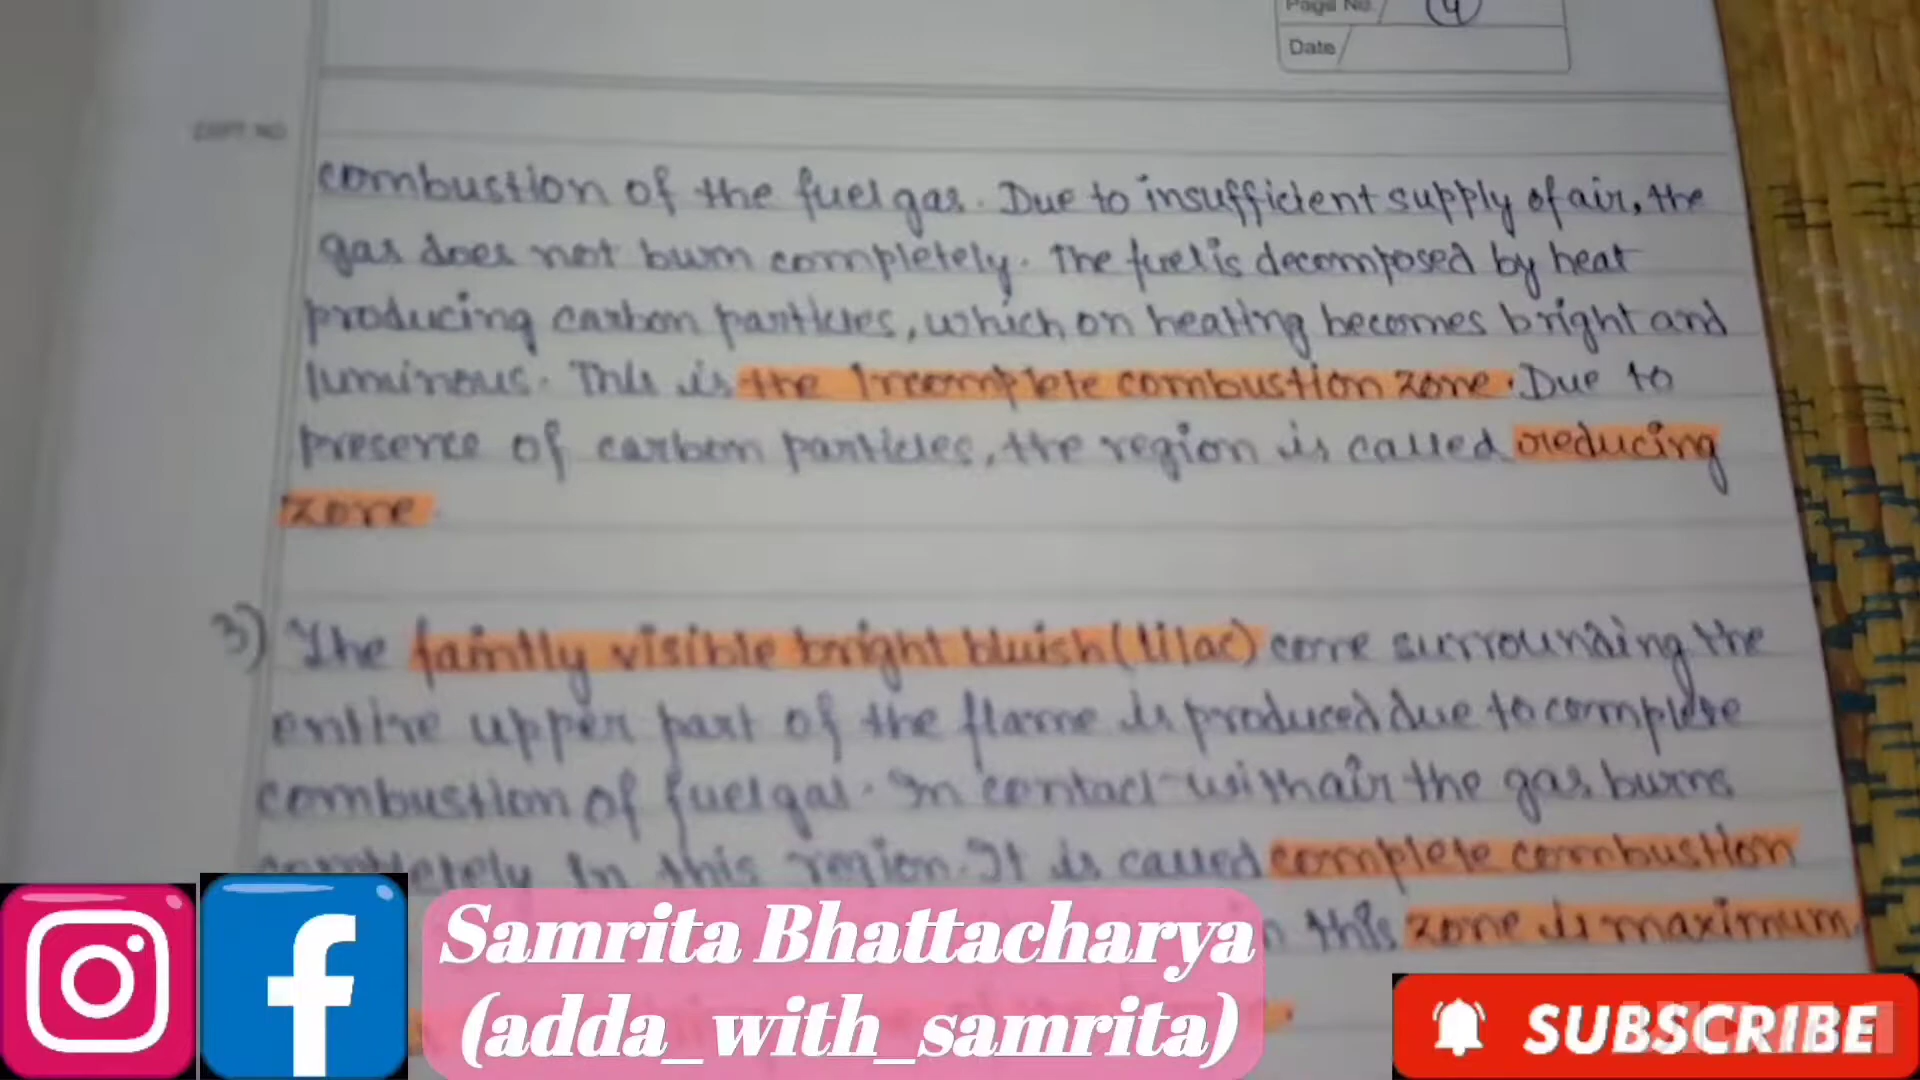 Page No. 4
Date
EXPT. NO.
combustion of the fuel gas. Due to insufficient supply of air, the
gas does not burn completely. The fuel is decomposed by heat
producing carbon particles, which on heating becomes bright and
luminous. This is the Incomplete combustion zone. Due to
presence of carbon particles, the region is called reducing
zone.
3) The faintly visible bright bluish (lilac) cone surrounding the
entire upper part of the flame is produced due to complete
combustion of fuel gas. In contact with air the gas burns
completely in this region. It is called complete combustion
this zone is maximum.
Samrita Bhattacharya
(adda_with_samrita)
SUBSCRIBE